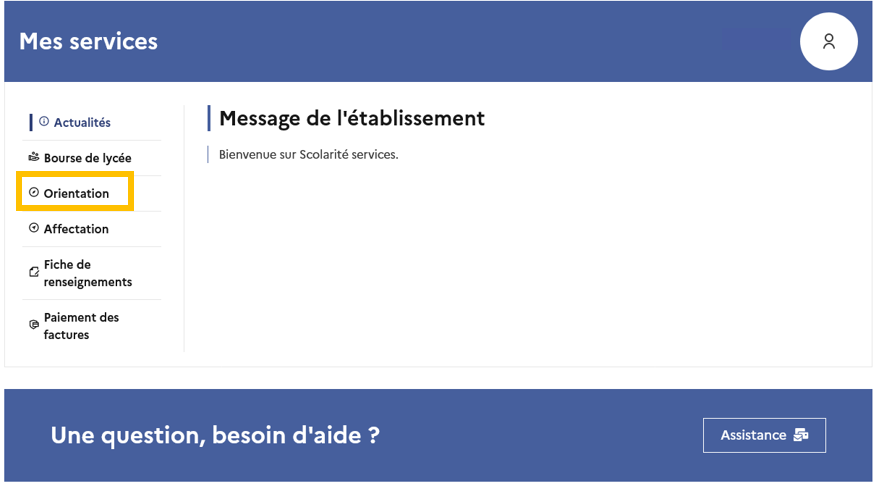 Mes services
Actualités
Bourse de lycée
Orientation
Affectation
Fiche de
renseignements
Paiement des
factures
Message de l'établissement
Bienvenue sur Scolarité services.
Une question, besoin d'aide ?
Assistance